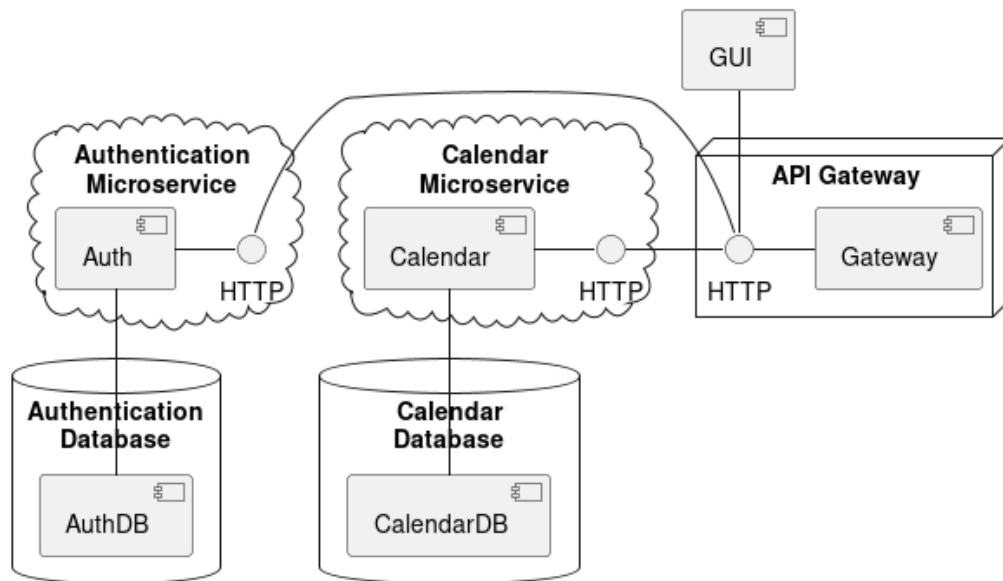 GUI
Authentication
Microservice
Calendar
Microservice
API Gateway
Auth
HTTP
Calendar
HTTP
HTTP
Gateway
Authentication
Database
Calendar
Database
AuthDB
CalendarDB